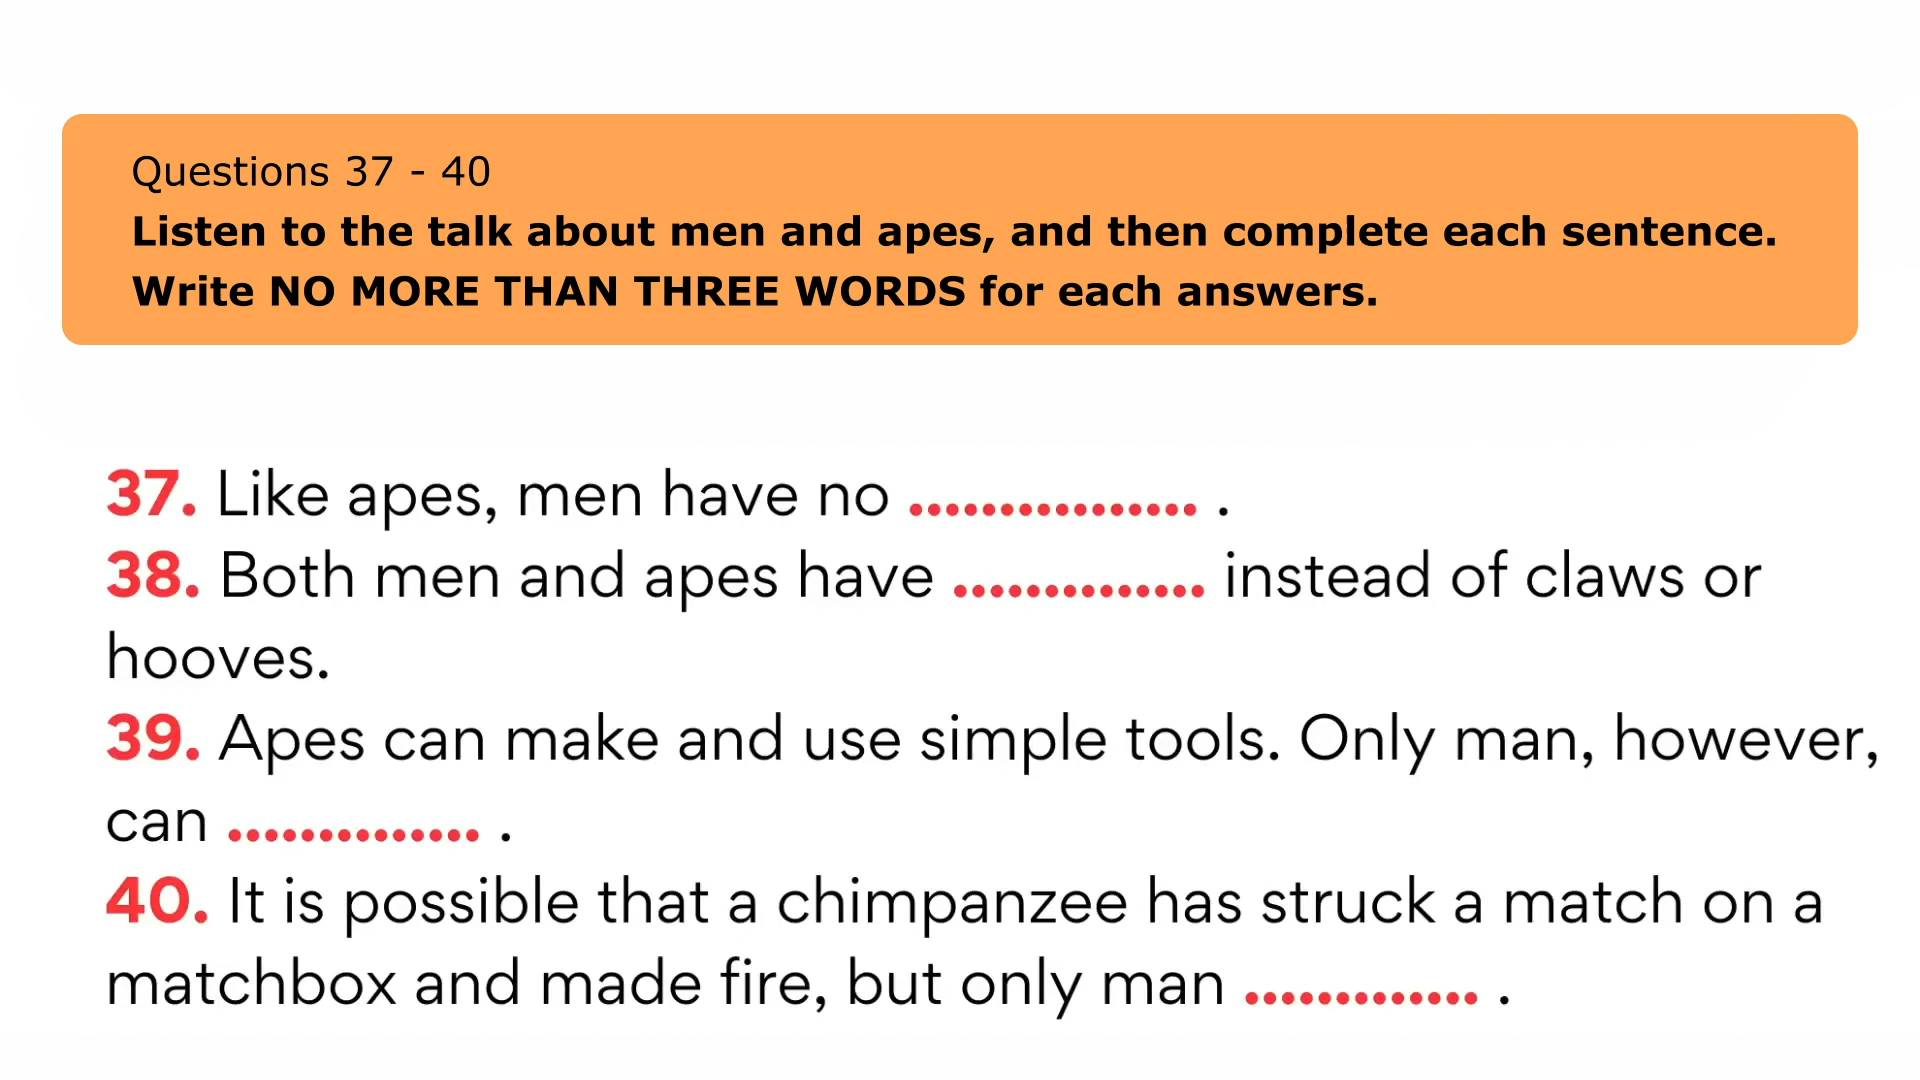 Questions 37 - 40
Listen to the talk about men and apes, and then complete each sentence.
Write NO MORE THAN THREE WORDS for each answers.
37. Like apes, men have no ................ .
38. Both men and apes have .............. instead of claws or
hooves.
39. Apes can make and use simple tools. Only man, however,
can .............. .
40. It is possible that a chimpanzee has struck a match on a
matchbox and made fire, but only man ............. .